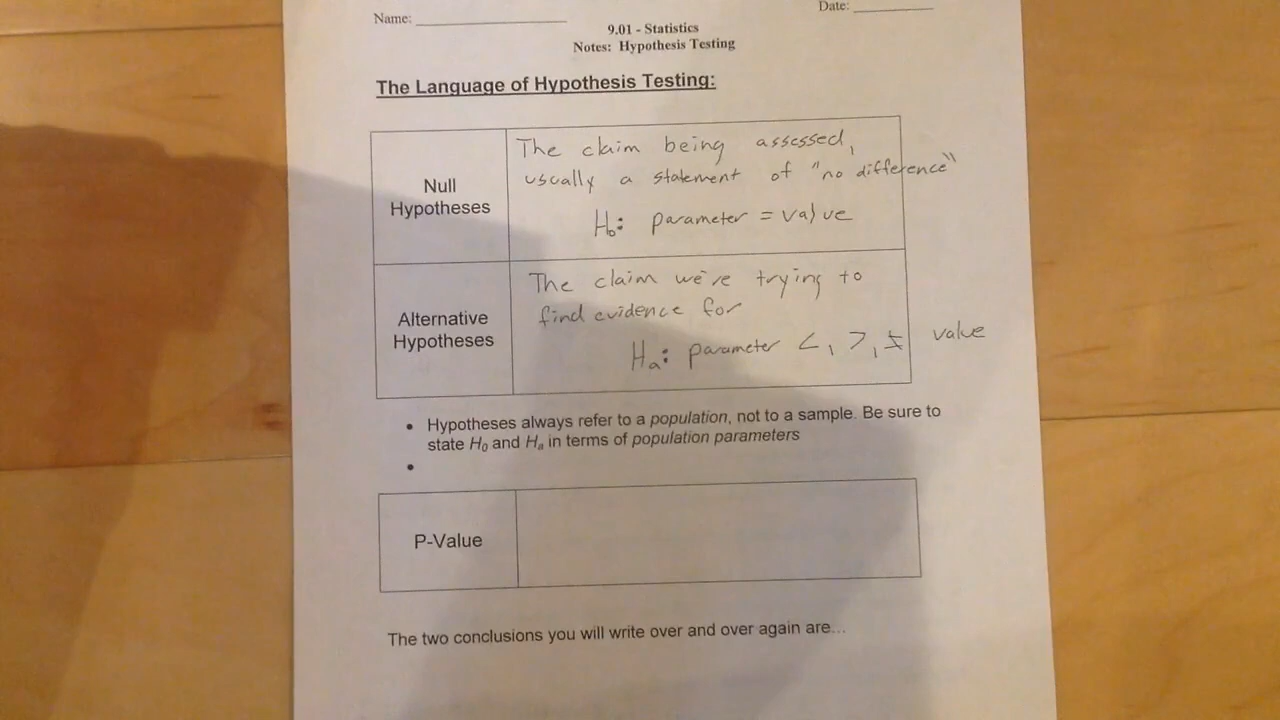 Name: _______________ Date: ________
9.01 - Statistics
Notes: Hypothesis Testing
The Language of Hypothesis Testing:
Null
Hypotheses
The claim being assessed,
usually a statement of "no difference"
H₀: parameter = value
Alternative
Hypotheses
The claim we're trying to
find evidence for
Hₐ: parameter <, >, ≠ value
• Hypotheses always refer to a population, not to a sample. Be sure to
state H₀ and Hₐ in terms of population parameters
•
P-Value
The two conclusions you will write over and over again are...